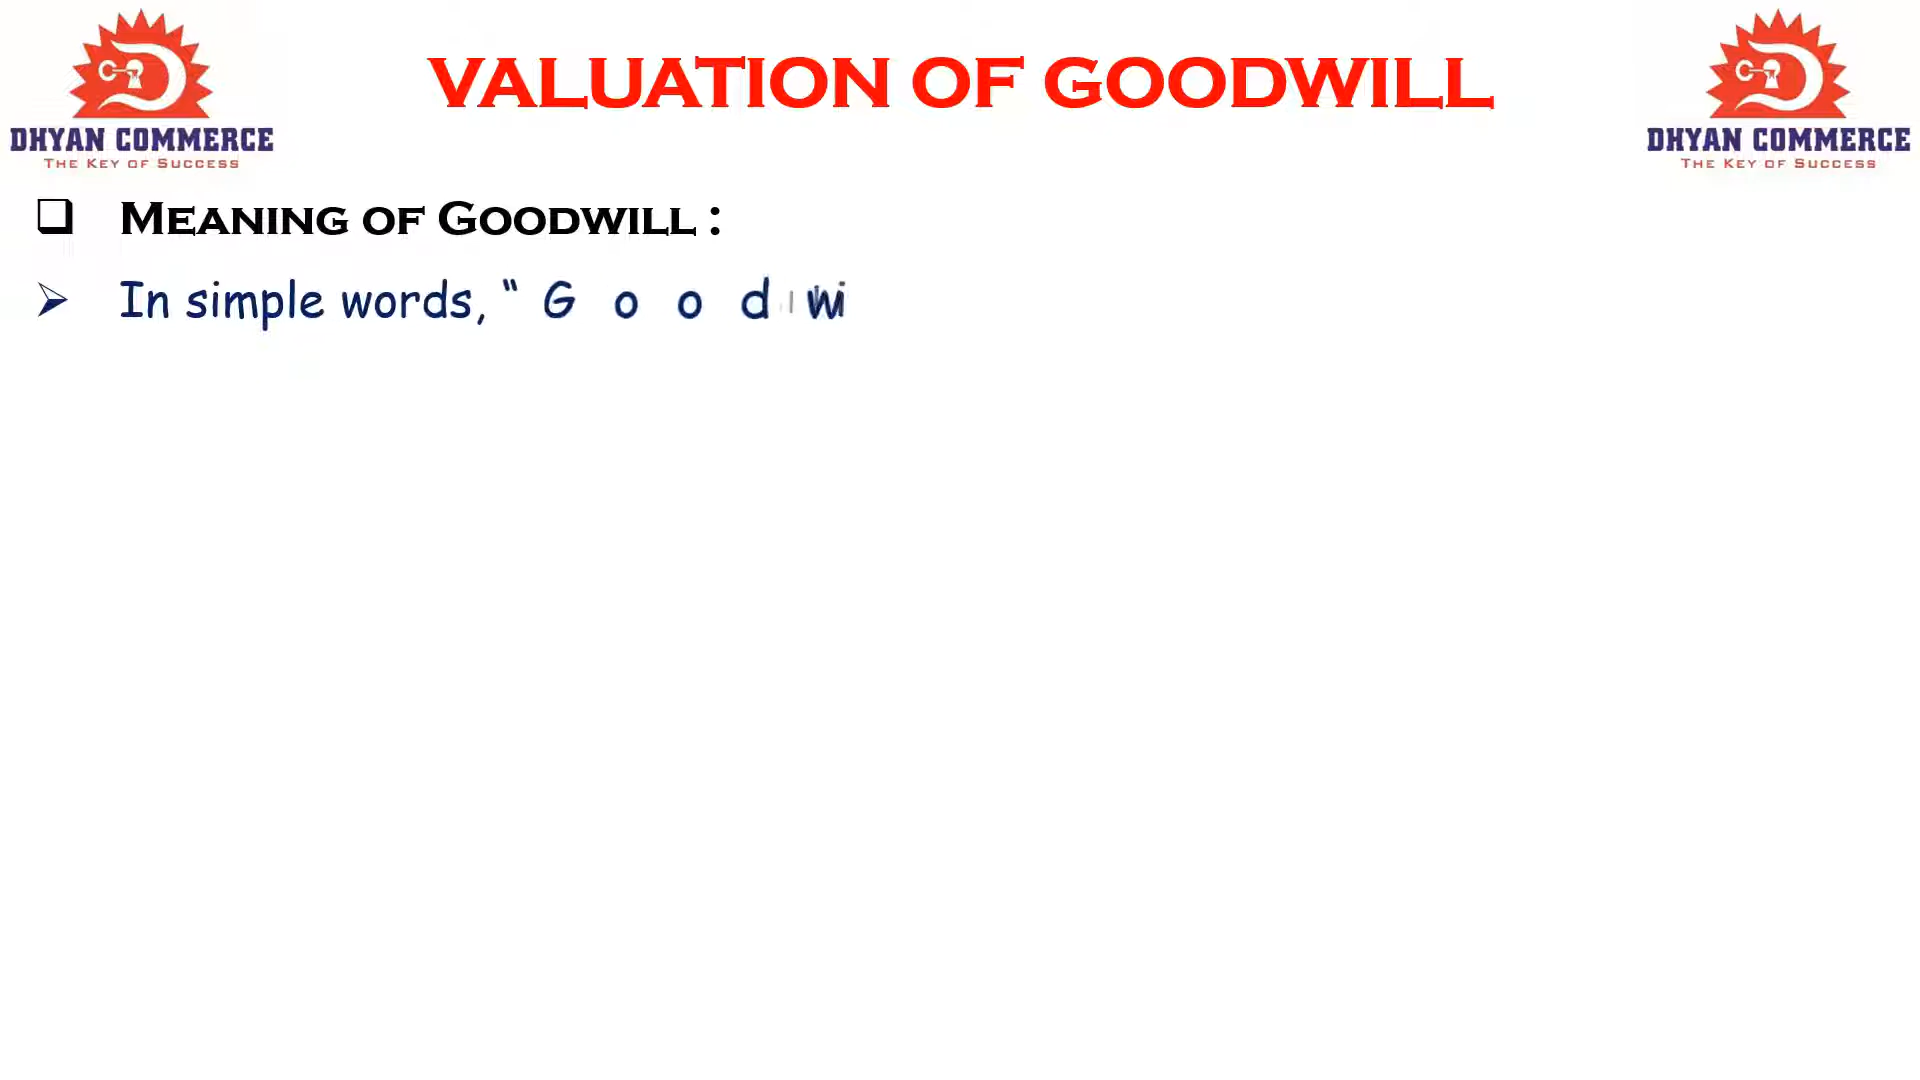 VALUATION OF GOODWILL
DHYAN COMMERCE
THE KEY OF SUCCESS
DHYAN COMMERCE
THE KEY OF SUCCESS
MEANING OF GOODWILL :
In simple words, “ G o o d w i